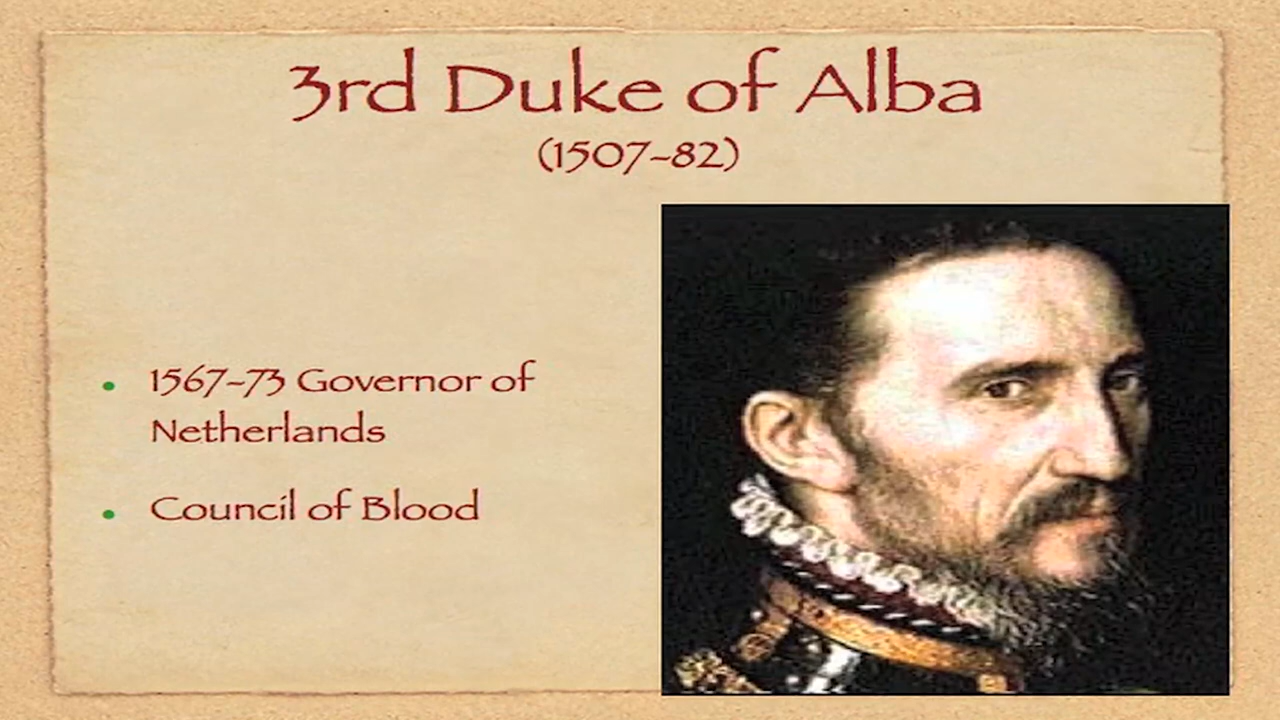 3rd Duke of Alba
(1507-82)
• 1567-73 Governor of
Netherlands
• Council of Blood